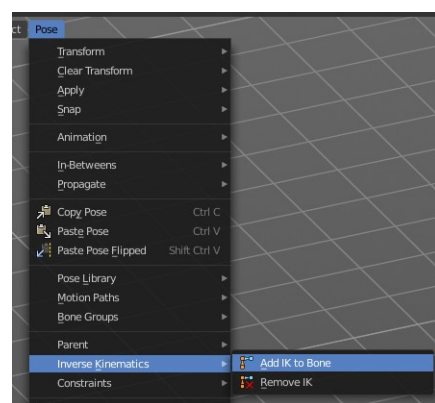 ct Pose
Transform
Clear Transform
Apply
Snap
Animation
In-Betweens
Propagate
Copy Pose Ctrl C
Paste Pose Ctrl V
Paste Pose Flipped Shift Ctrl V
Pose Library
Motion Paths
Bone Groups
Parent
Inverse Kinematics
Add IK to Bone
Constraints
Remove IK